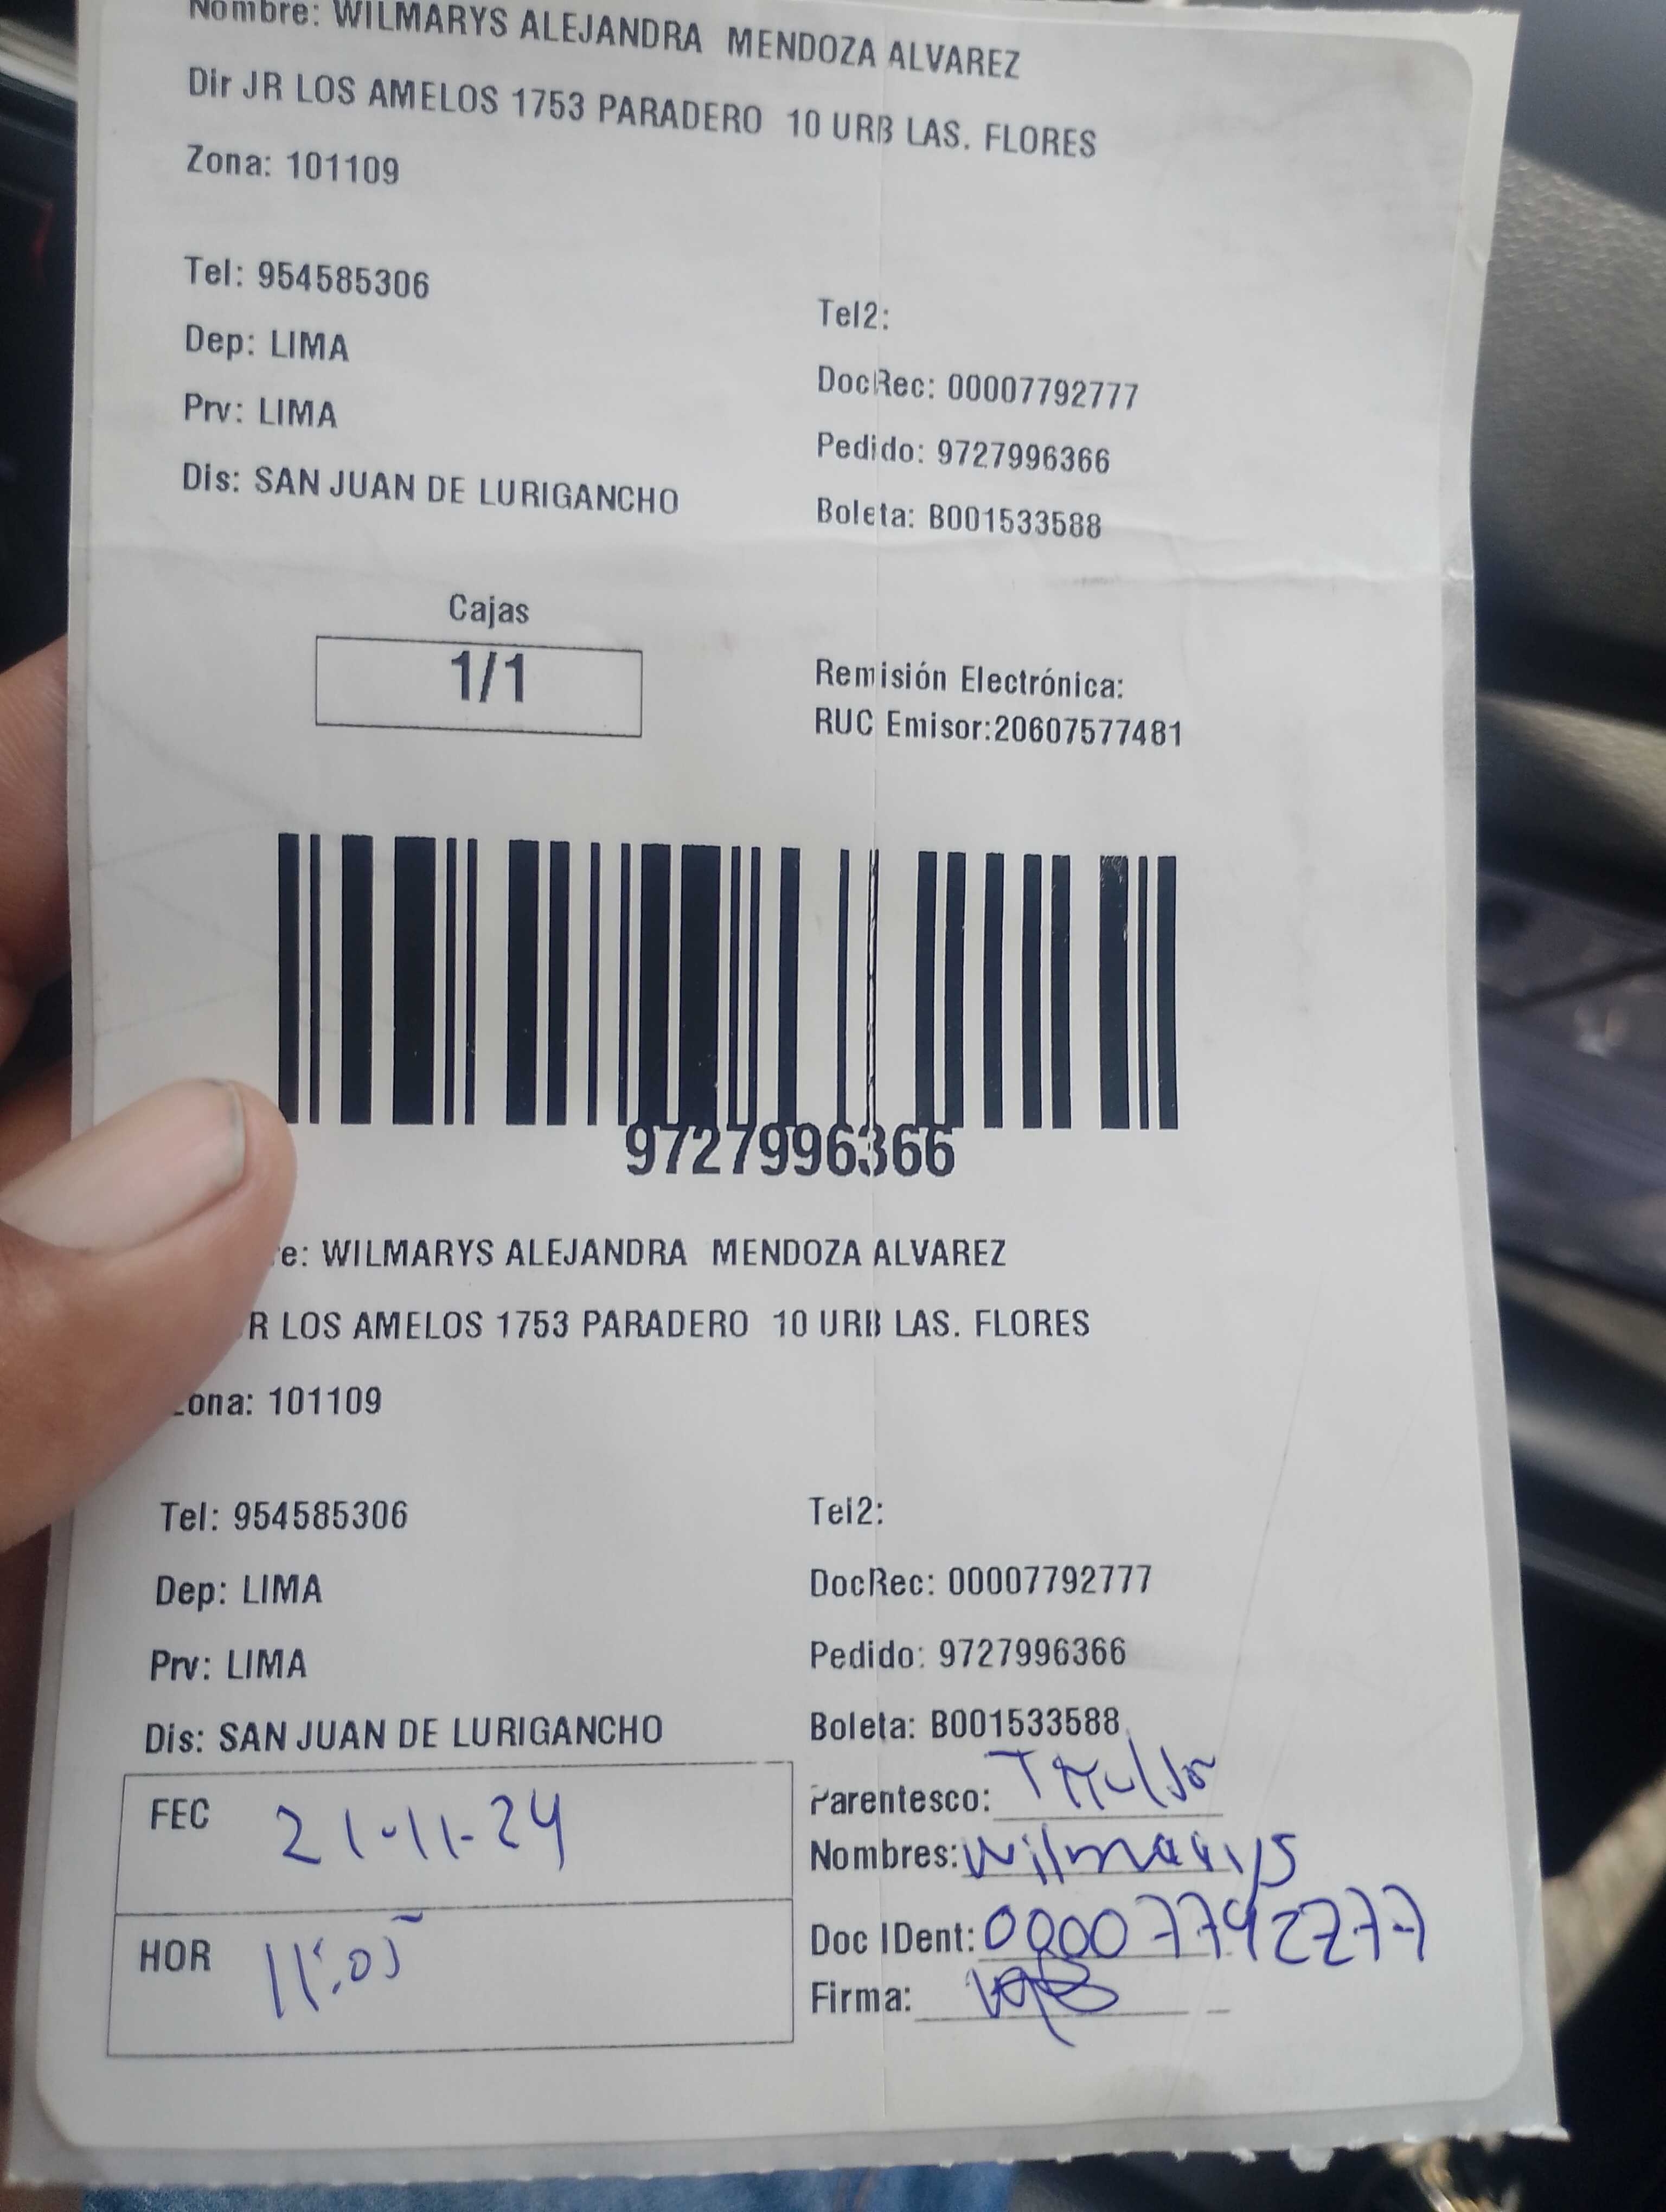 Nombre: WILMARYS ALEJANDRA MENDOZA ALVAREZ
Dir JR LOS AMELOS 1753 PARADERO 10 URB LAS. FLORES
Zona: 101109
Tel: 954585306
Tel2:
Dep: LIMA
DocRec: 00007792777
Prv: LIMA
Pedido: 9727996366
Dis: SAN JUAN DE LURIGANCHO
Boleta: B001533588
Cajas
1/1
Remisión Electrónica:
RUC Emisor:20607577481
9727996366
e: WILMARYS ALEJANDRA MENDOZA ALVAREZ
R LOS AMELOS 1753 PARADERO 10 URB LAS. FLORES
ona: 101109
Tel: 954585306
Tel2:
Dep: LIMA
DocRec: 00007792777
Prv: LIMA
Pedido: 9727996366
Dis: SAN JUAN DE LURIGANCHO
Boleta: B001533588
FEC 21-11-24
Parentesco: Titular
Nombres: Wilmarys
HOR 11:05
Doc IDent: 00007792777
Firma: